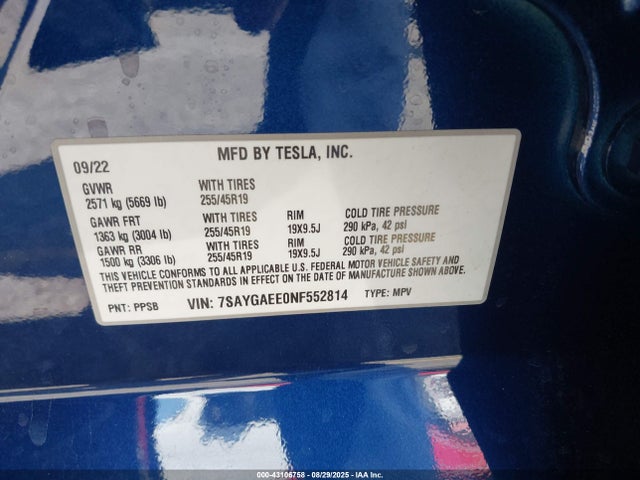 09/22 MFD BY TESLA, INC.
GVWR WITH TIRES
2571 kg (5669 lb) 255/45R19
GAWR FRT WITH TIRES RIM COLD TIRE PRESSURE
1363 kg (3004 lb) 255/45R19 19X9.5J 290 kPa, 42 psi
GAWR RR WITH TIRES RIM COLD TIRE PRESSURE
1500 kg (3306 lb) 255/45R19 19X9.5J 290 kPa, 42 psi
THIS VEHICLE CONFORMS TO ALL APPLICABLE U.S. FEDERAL MOTOR VEHICLE SAFETY AND
THEFT PREVENTION STANDARDS IN EFFECT ON THE DATE OF MANUFACTURE SHOWN ABOVE.
PNT: PPSB VIN: 7SAYGAEE0NF552814 TYPE: MPV
000-43106758 - 08/29/2025 - IAA Inc.